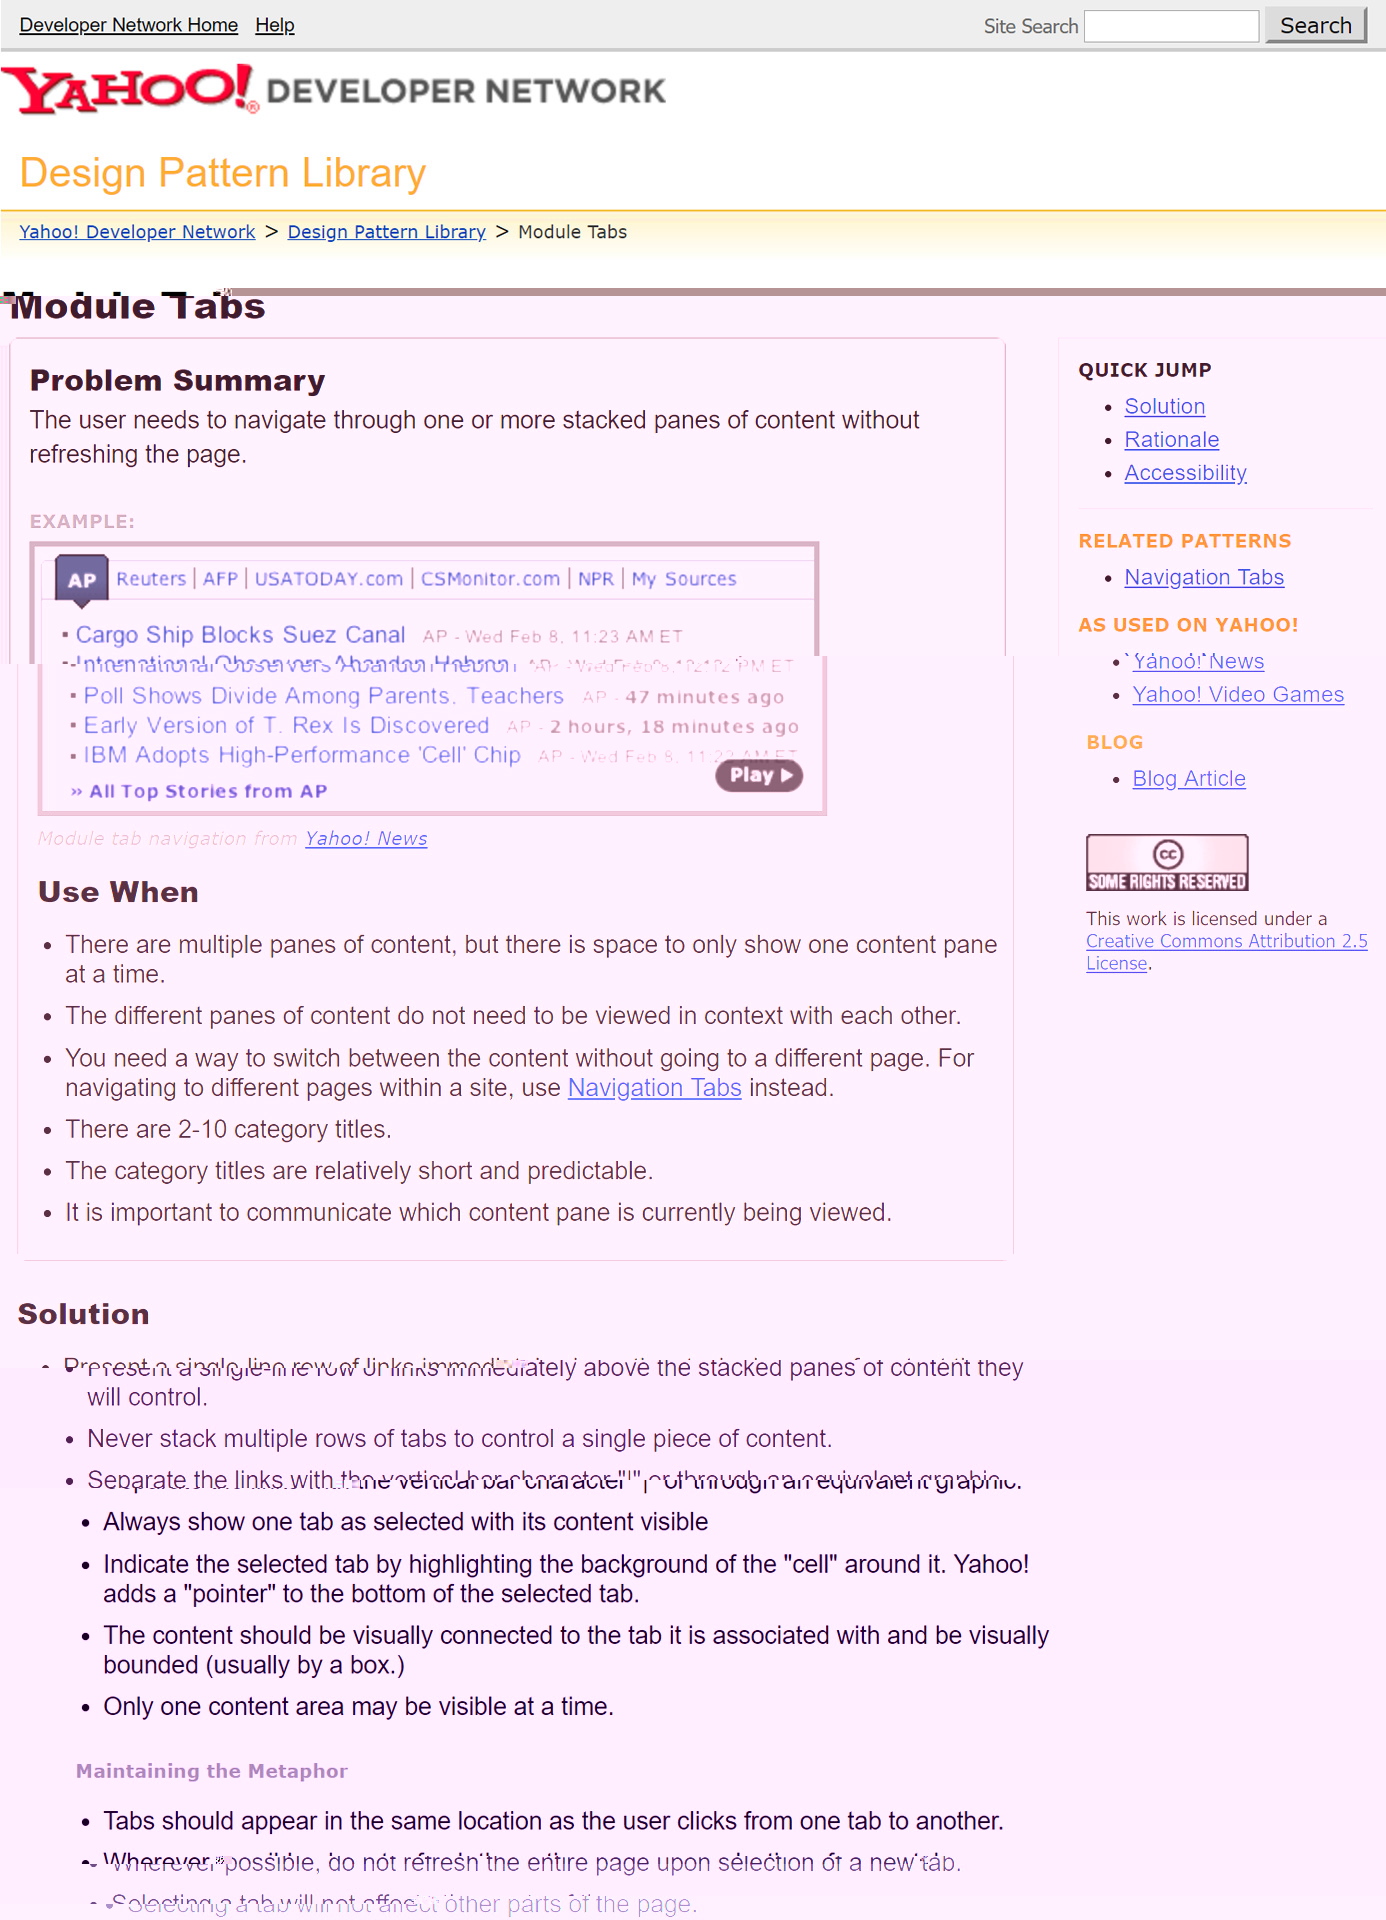 Developer Network Home Help Site Search Search
YAHOO!® DEVELOPER NETWORK
Design Pattern Library
Yahoo! Developer Network > Design Pattern Library > Module Tabs
Module Tabs
Problem Summary
The user needs to navigate through one or more stacked panes of content without
refreshing the page.
EXAMPLE:
AP Reuters | AFP | USATODAY.com | CSMonitor.com | NPR | My Sources
▪ Cargo Ship Blocks Suez Canal AP - Wed Feb 8, 11:23 AM ET
International Observers Abandon Hebron AP - Wed Feb 8, PM ET
▪ Poll Shows Divide Among Parents, Teachers AP - 47 minutes ago
▪ Early Version of T. Rex Is Discovered AP - 2 hours, 18 minutes ago
▪ IBM Adopts High-Performance 'Cell' Chip AP - Wed Feb 8, 11:23 AM ET
» All Top Stories from AP
Play
Module tab navigation from Yahoo! News
Use When
• There are multiple panes of content, but there is space to only show one content pane
at a time.
• The different panes of content do not need to be viewed in context with each other.
• You need a way to switch between the content without going to a different page. For
navigating to different pages within a site, use Navigation Tabs instead.
• There are 2-10 category titles.
• The category titles are relatively short and predictable.
• It is important to communicate which content pane is currently being viewed.
QUICK JUMP
• Solution
• Rationale
• Accessibility
RELATED PATTERNS
• Navigation Tabs
AS USED ON YAHOO!
• Yahoo! News
• Yahoo! Video Games
BLOG
• Blog Article
cc
SOME RIGHTS RESERVED
This work is licensed under a
Creative Commons Attribution 2.5
License.
Solution
• Present a single-line row of links immediately above the stacked panes of content they
will control.
• Never stack multiple rows of tabs to control a single piece of content.
• Separate the links with the vertical bar character "|" or through an equivalent graphic.
• Always show one tab as selected with its content visible
• Indicate the selected tab by highlighting the background of the "cell" around it. Yahoo!
adds a "pointer" to the bottom of the selected tab.
• The content should be visually connected to the tab it is associated with and be visually
bounded (usually by a box.)
• Only one content area may be visible at a time.
Maintaining the Metaphor
• Tabs should appear in the same location as the user clicks from one tab to another.
• Wherever possible, do not refresh the entire page upon selection of a new tab.
• Selecting a tab will not affect other parts of the page.